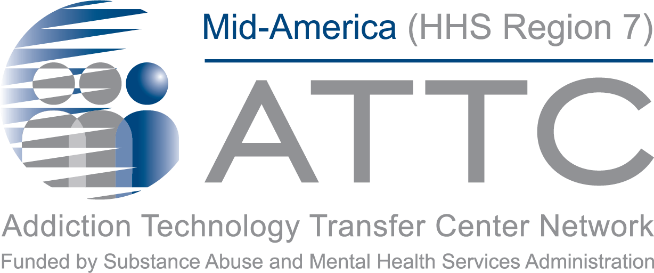 Mid-America (HHS Region 7)
ATTC
Addiction Technology Transfer Center Network
Funded by Substance Abuse and Mental Health Services Administration